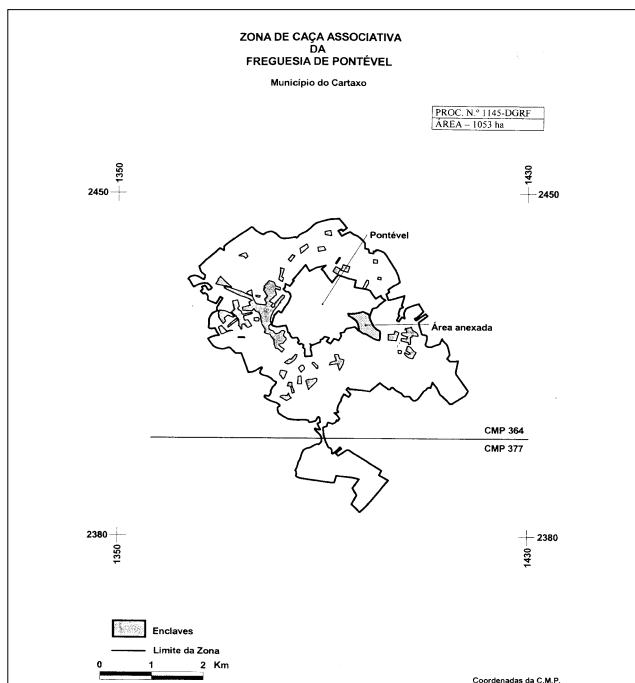 ZONA DE CAÇA ASSOCIATIVA
DA
FREGUESIA DE PONTÉVEL
Município do Cartaxo
PROC. N.º 1145-DGRF
ÁREA – 1053 ha
1350
1430
2450
2450
Pontével
Área anexada
CMP 364
CMP 377
2380
2380
1350
1430
Enclaves
Limite da Zona
0 1 2 Km
Coordenadas da C.M.P.